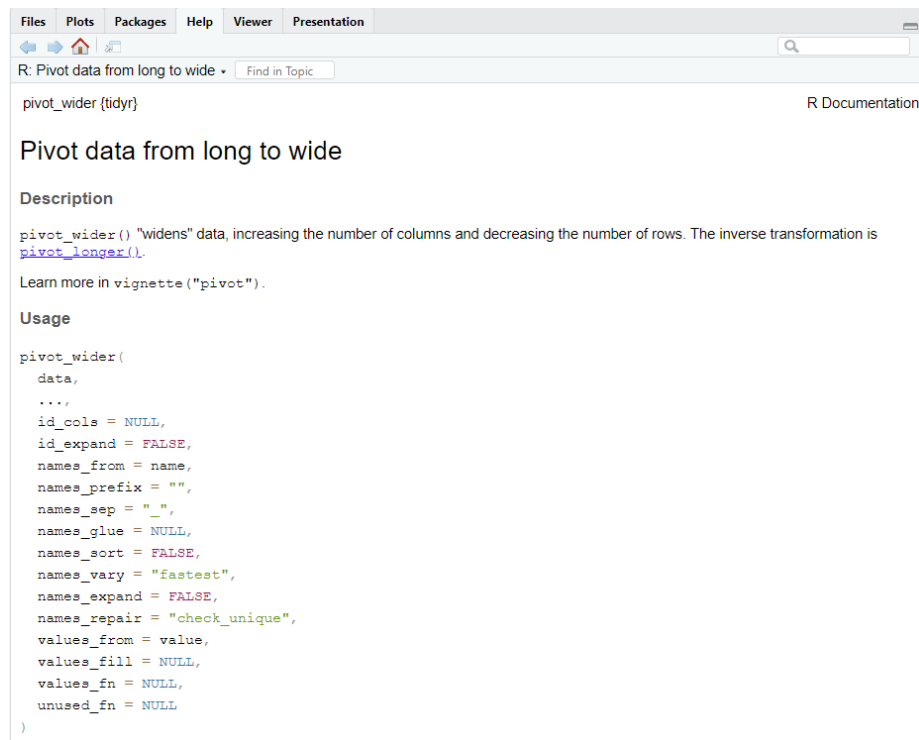 Files Plots Packages Help Viewer Presentation
R: Pivot data from long to wide Find in Topic
pivot_wider {tidyr} R Documentation
Pivot data from long to wide
Description
pivot_wider() "widens" data, increasing the number of columns and decreasing the number of rows. The inverse transformation is
pivot_longer().
Learn more in vignette("pivot").
Usage
pivot_wider(
data,
...,
id_cols = NULL,
id_expand = FALSE,
names_from = name,
names_prefix = "",
names_sep = "_",
names_glue = NULL,
names_sort = FALSE,
names_vary = "fastest",
names_expand = FALSE,
names_repair = "check_unique",
values_from = value,
values_fill = NULL,
values_fn = NULL,
unused_fn = NULL
)